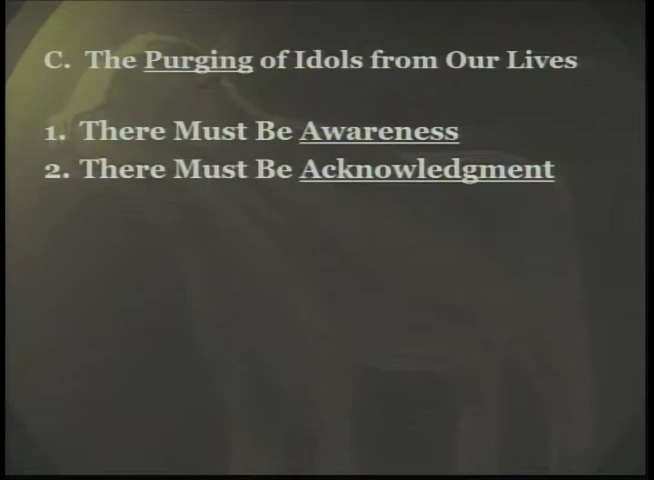 C. The Purging of Idols from Our Lives
1. There Must Be Awareness
2. There Must Be Acknowledgment